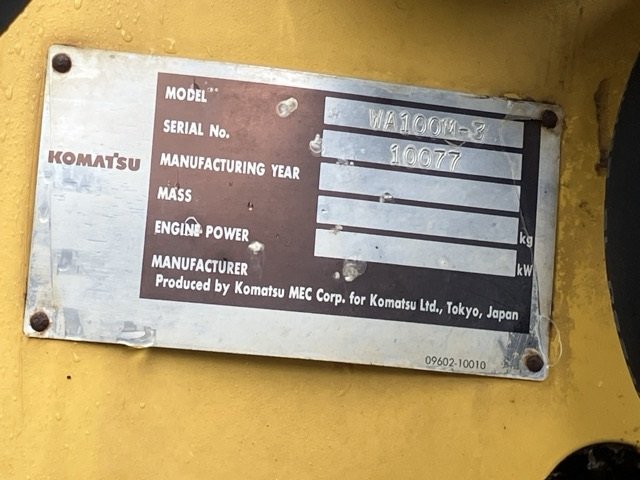 KOMATSU
MODEL WA100M-3
SERIAL No. 10077
MANUFACTURING YEAR
MASS kg
ENGINE POWER kW
MANUFACTURER
Produced by Komatsu MEC Corp. for Komatsu Ltd., Tokyo, Japan
09602-10010